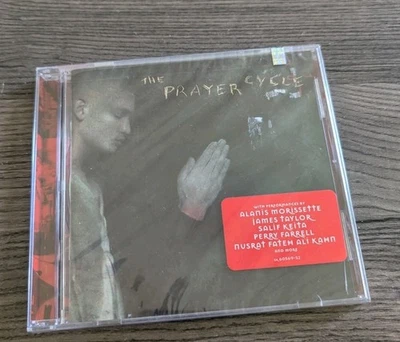 THE
PRAYER CYCLE
WITH PERFORMANCES BY
ALANIS MORISSETTE
JAMES TAYLOR
SALIF KEITA
PERRY FARRELL
NUSRAT FATEH ALI KAHN
AND MORE